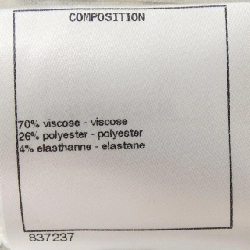 COMPOSITION
70% viscose - viscose
26% polyester - polyester
4% elasthanne - elastane
837237